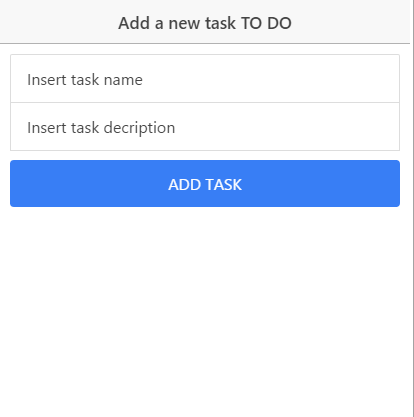 Add a new task TO DO
Insert task name
Insert task decription
ADD TASK